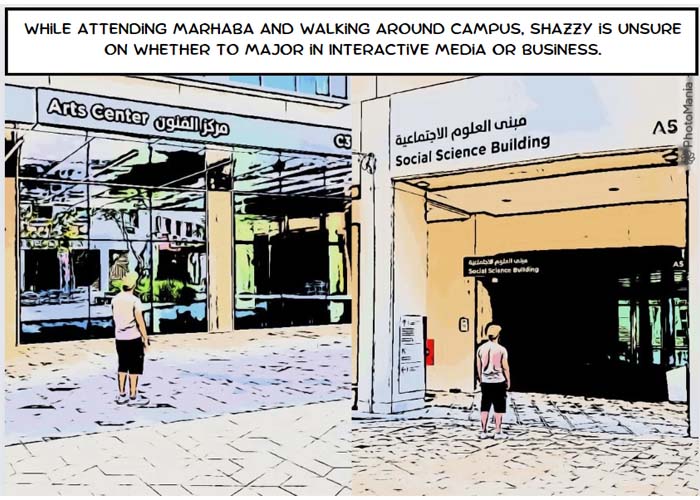 WHILE ATTENDING MARHABA AND WALKING AROUND CAMPUS, SHAZZY IS UNSURE
ON WHETHER TO MAJOR IN INTERACTIVE MEDIA OR BUSINESS.
Arts Center مركز الفنون
C3
مبنى العلوم الاجتماعية
Social Science Building
A5
مبنى العلوم الاجتماعية
Social Science Building
A5
PhotoMania